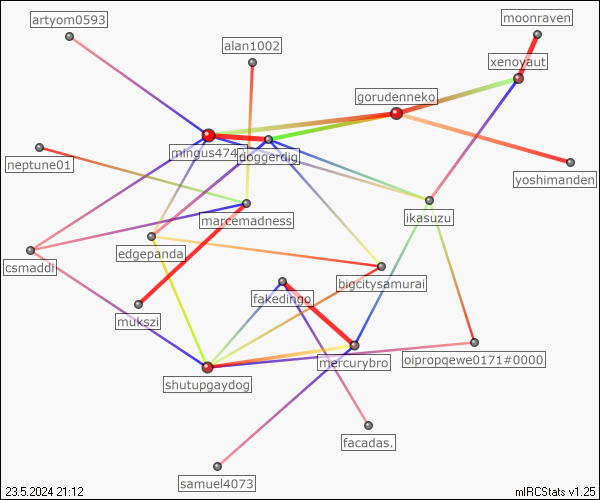 artyom0593
moonraven
alan1002
xenoyaut
gorudenneko
mingus474
doggerdig
neptune01
yoshimanden
marcemadness
ikasuzu
edgepanda
csmaddi
bigcitysamurai
fakedingo
mukszi
mercurybro
oipropqewe0171#0000
shutupgaydog
facadas.
samuel4073
23.5.2024 21:12
mIRCStats v1.25